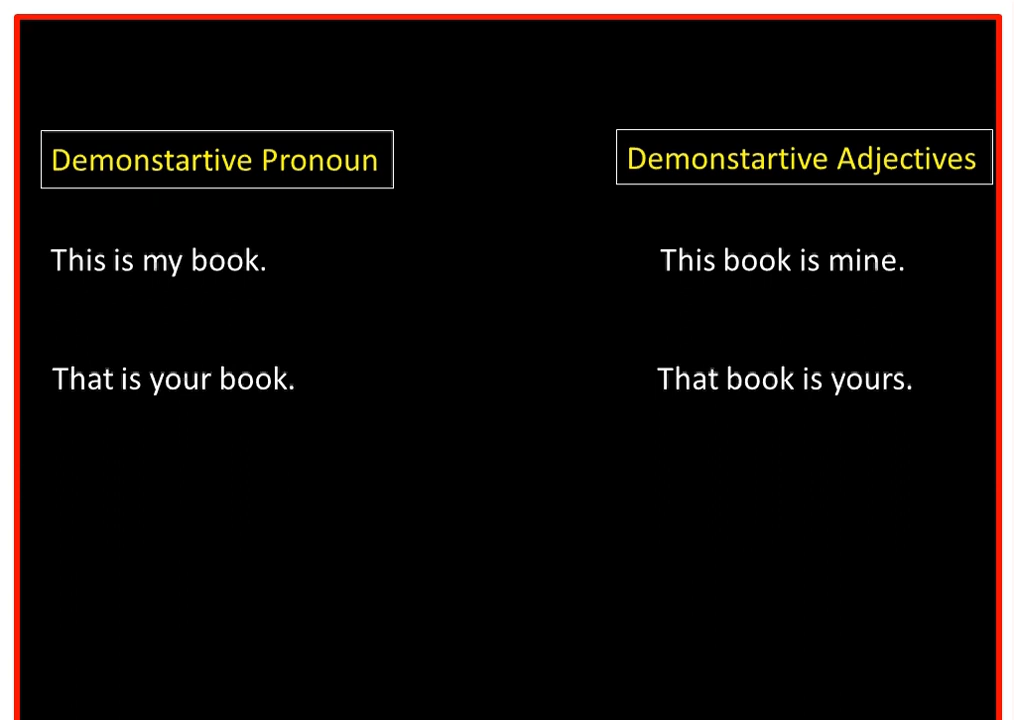 Demonstartive Pronoun
Demonstartive Adjectives
This is my book.
This book is mine.
That is your book.
That book is yours.